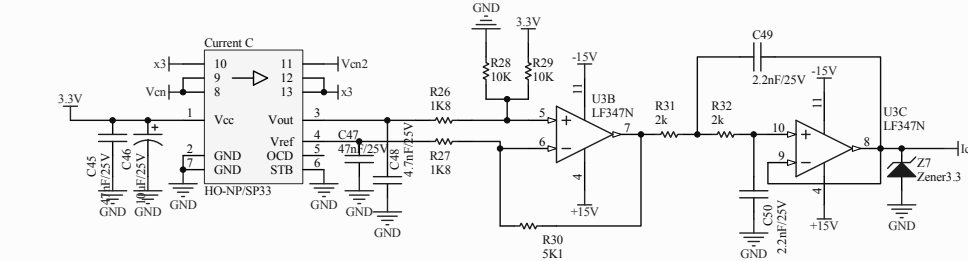 GND
3.3V
C49
2.2nF/25V
Current C
x3
10
9
8
11
12
13
Vcn2
x3
Vcn
3.3V
1
Vcc
Vout
3
Vref
4
2
GND
7
GND
OCD
5
STB
6
HO-NP/SP33
C45
47nF/25V
C46
GND
GND
GND
GND
C47
47nF/25V
GND
C48
4.7nF/25V
GND
R26
1K8
R27
1K8
R28
10K
R29
10K
-15V
11
U3B
LF347N
5
+
6
-
7
4
+15V
R30
5K1
R31
2k
R32
2k
-15V
11
U3C
LF347N
10
+
9
-
8
4
+15V
C50
2.2nF/25V
GND
Z7
Zener3.3
GND